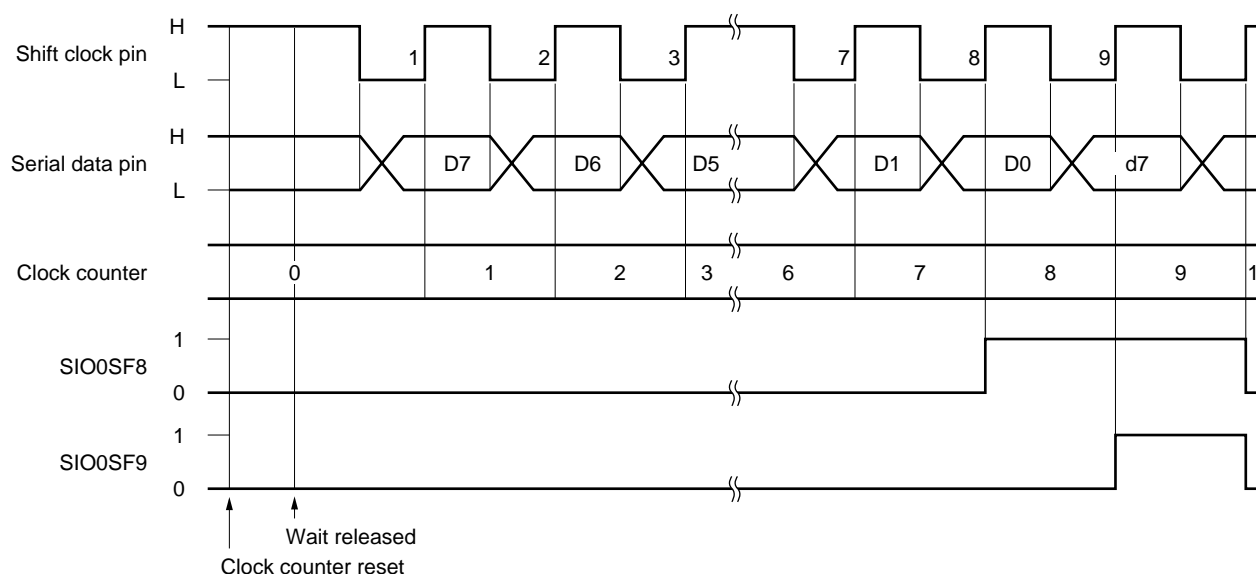 H
Shift clock pin
L
1 2 3 7 8 9
H
Serial data pin
L
D7 D6 D5 D1 D0 d7
Clock counter
0 1 2 3 6 7 8 9 1
1
SIO0SF8
0
1
SIO0SF9
0
Wait released
Clock counter reset